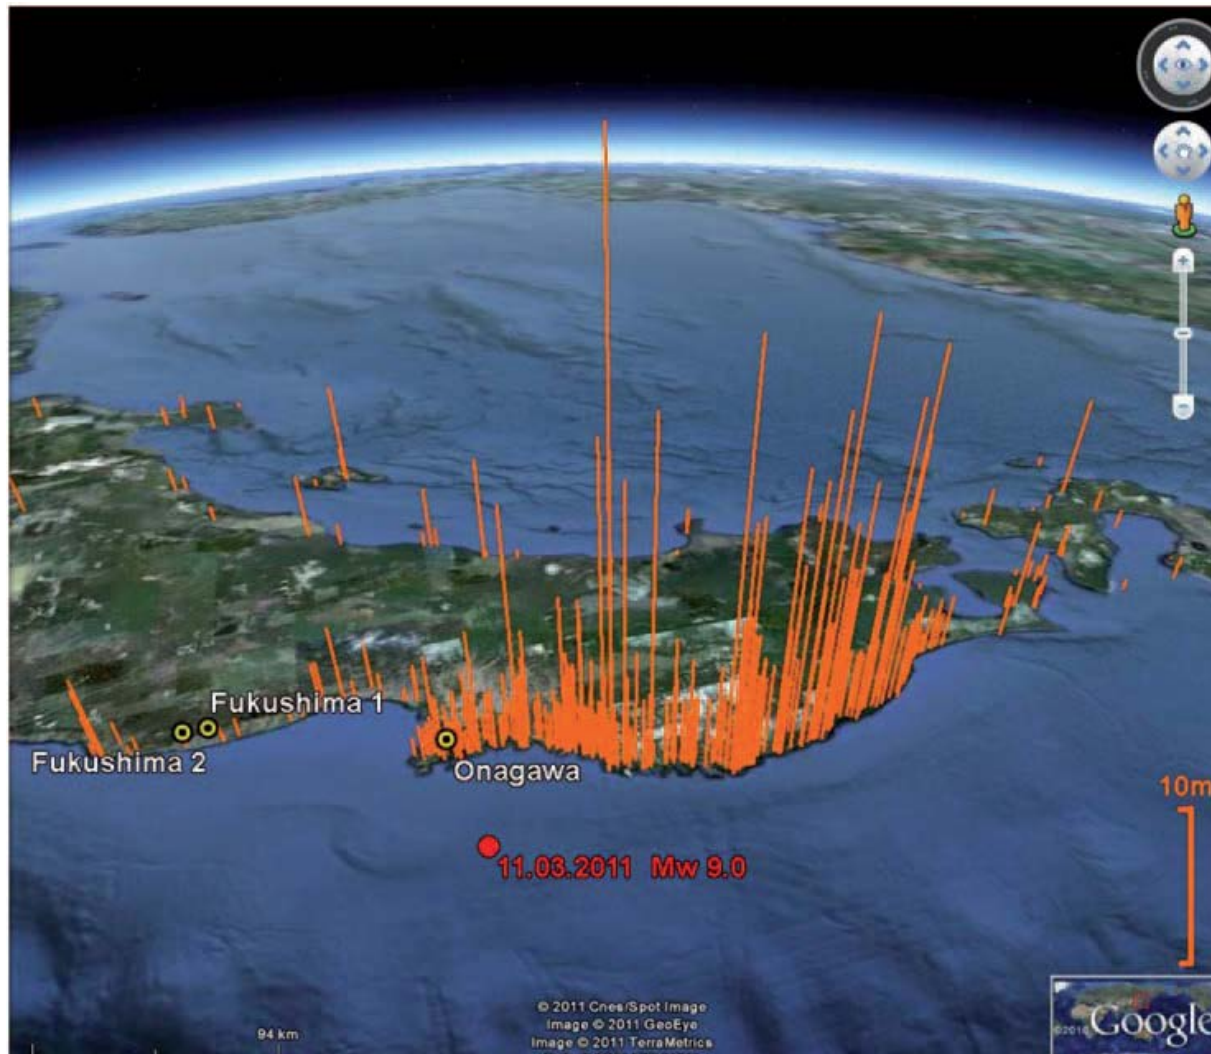 Fukushima 1
Fukushima 2
Onagawa
10m
11.03.2011 Mw 9.0
© 2011 Cnes/Spot Image
Image © 2011 GeoEye
Image © 2011 TerraMetrics
94 km
©2010 Google